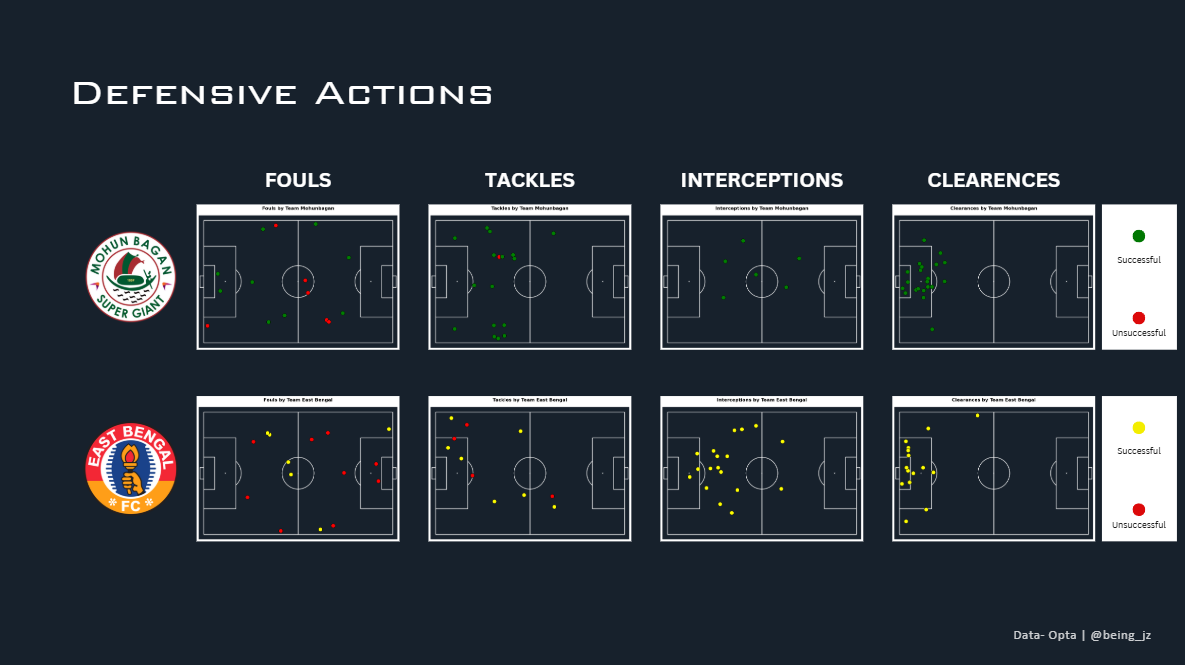 Defensive Actions
FOULS TACKLES INTERCEPTIONS CLEARENCES
Fouls by Team Mohunbagan
Tackles by Team Mohunbagan
Interceptions by Team Mohunbagan
Clearances by Team Mohunbagan
MOHUN BAGAN
SUPER GIANT
Successful
Unsuccessful
Fouls by Team East Bengal
Tackles by Team East Bengal
Interceptions by Team East Bengal
Clearances by Team East Bengal
EAST BENGAL
FC
Successful
Unsuccessful
Data- Opta | @being_jz